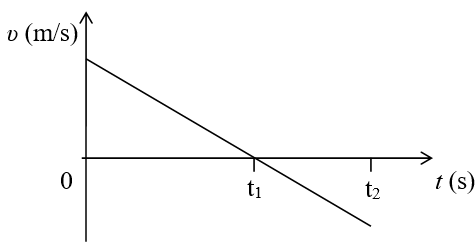 υ (m/s)
0
t₁
t₂
t (s)